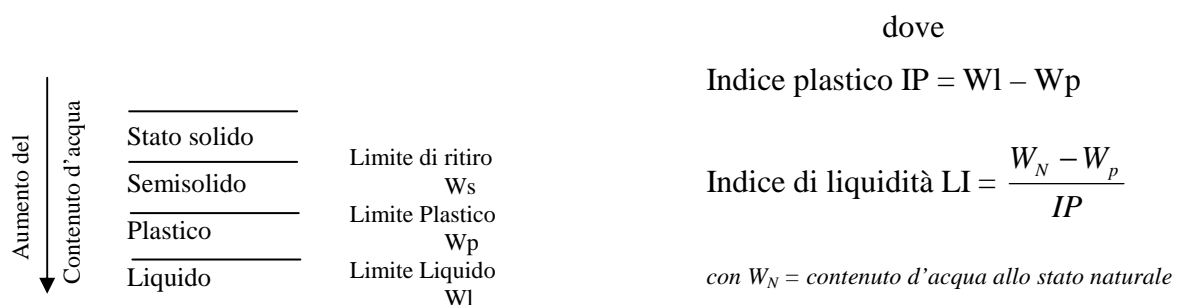 Aumento del
Contenuto d'acqua
Stato solido
Semisolido
Plastico
Liquido
Limite di ritiro
Ws
Limite Plastico
Wp
Limite Liquido
Wl
dove
Indice plastico IP = Wl – Wp
Indice di liquidità LI = \frac{W_N - W_p}{IP}
con W_N = contenuto d'acqua allo stato naturale